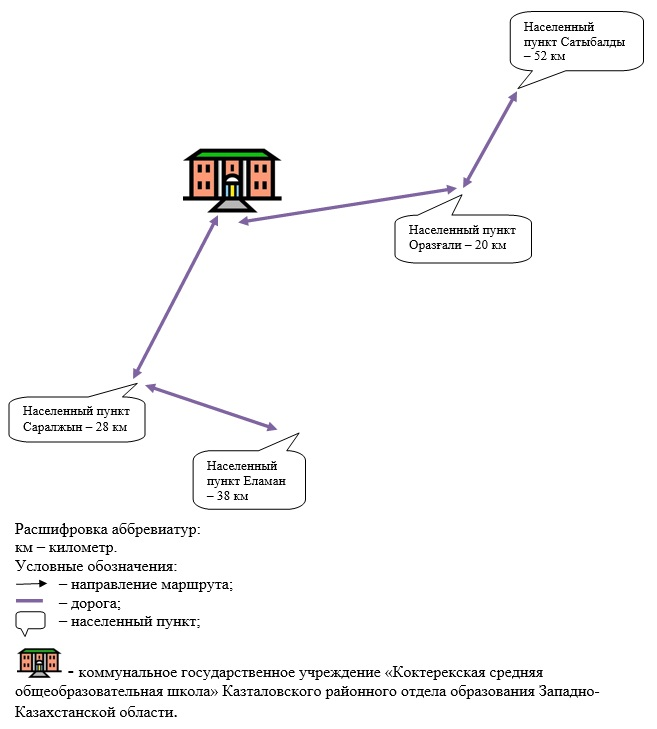 Населенный
пункт Сатыбалды
– 52 км
Населенный пункт
Оразғали – 20 км
Населенный пункт
Саралжын – 28 км
Населенный
пункт Еламан
– 38 км
Расшифровка аббревиатур:
км – километр.
Условные обозначения:
– направление маршрута;
– дорога;
– населенный пункт;
- коммунальное государственное учреждение «Коктерекская средняя
общеобразовательная школа» Казталовского районного отдела образования Западно-
Казахстанской области.